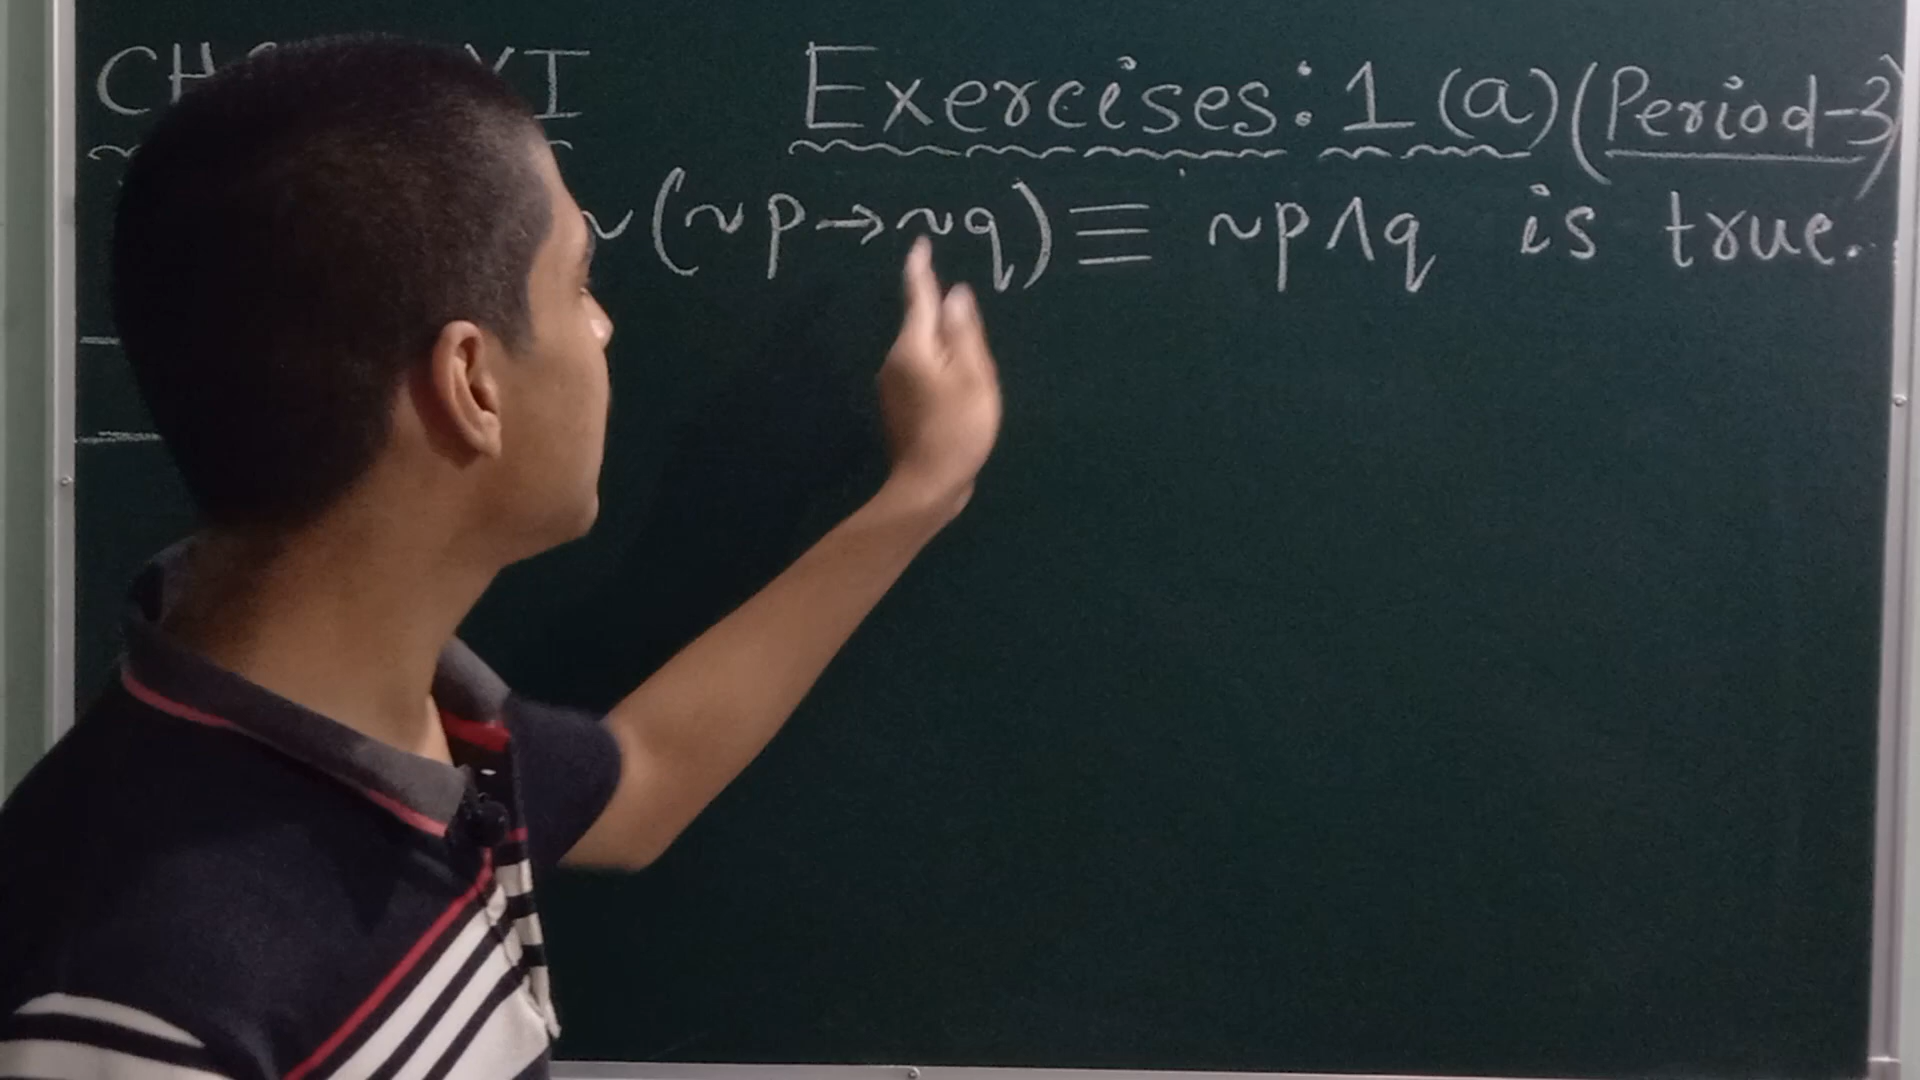 Exercises: 1 (a) (Period-3)
~(~p→~q)≡ ~p∧q is true.